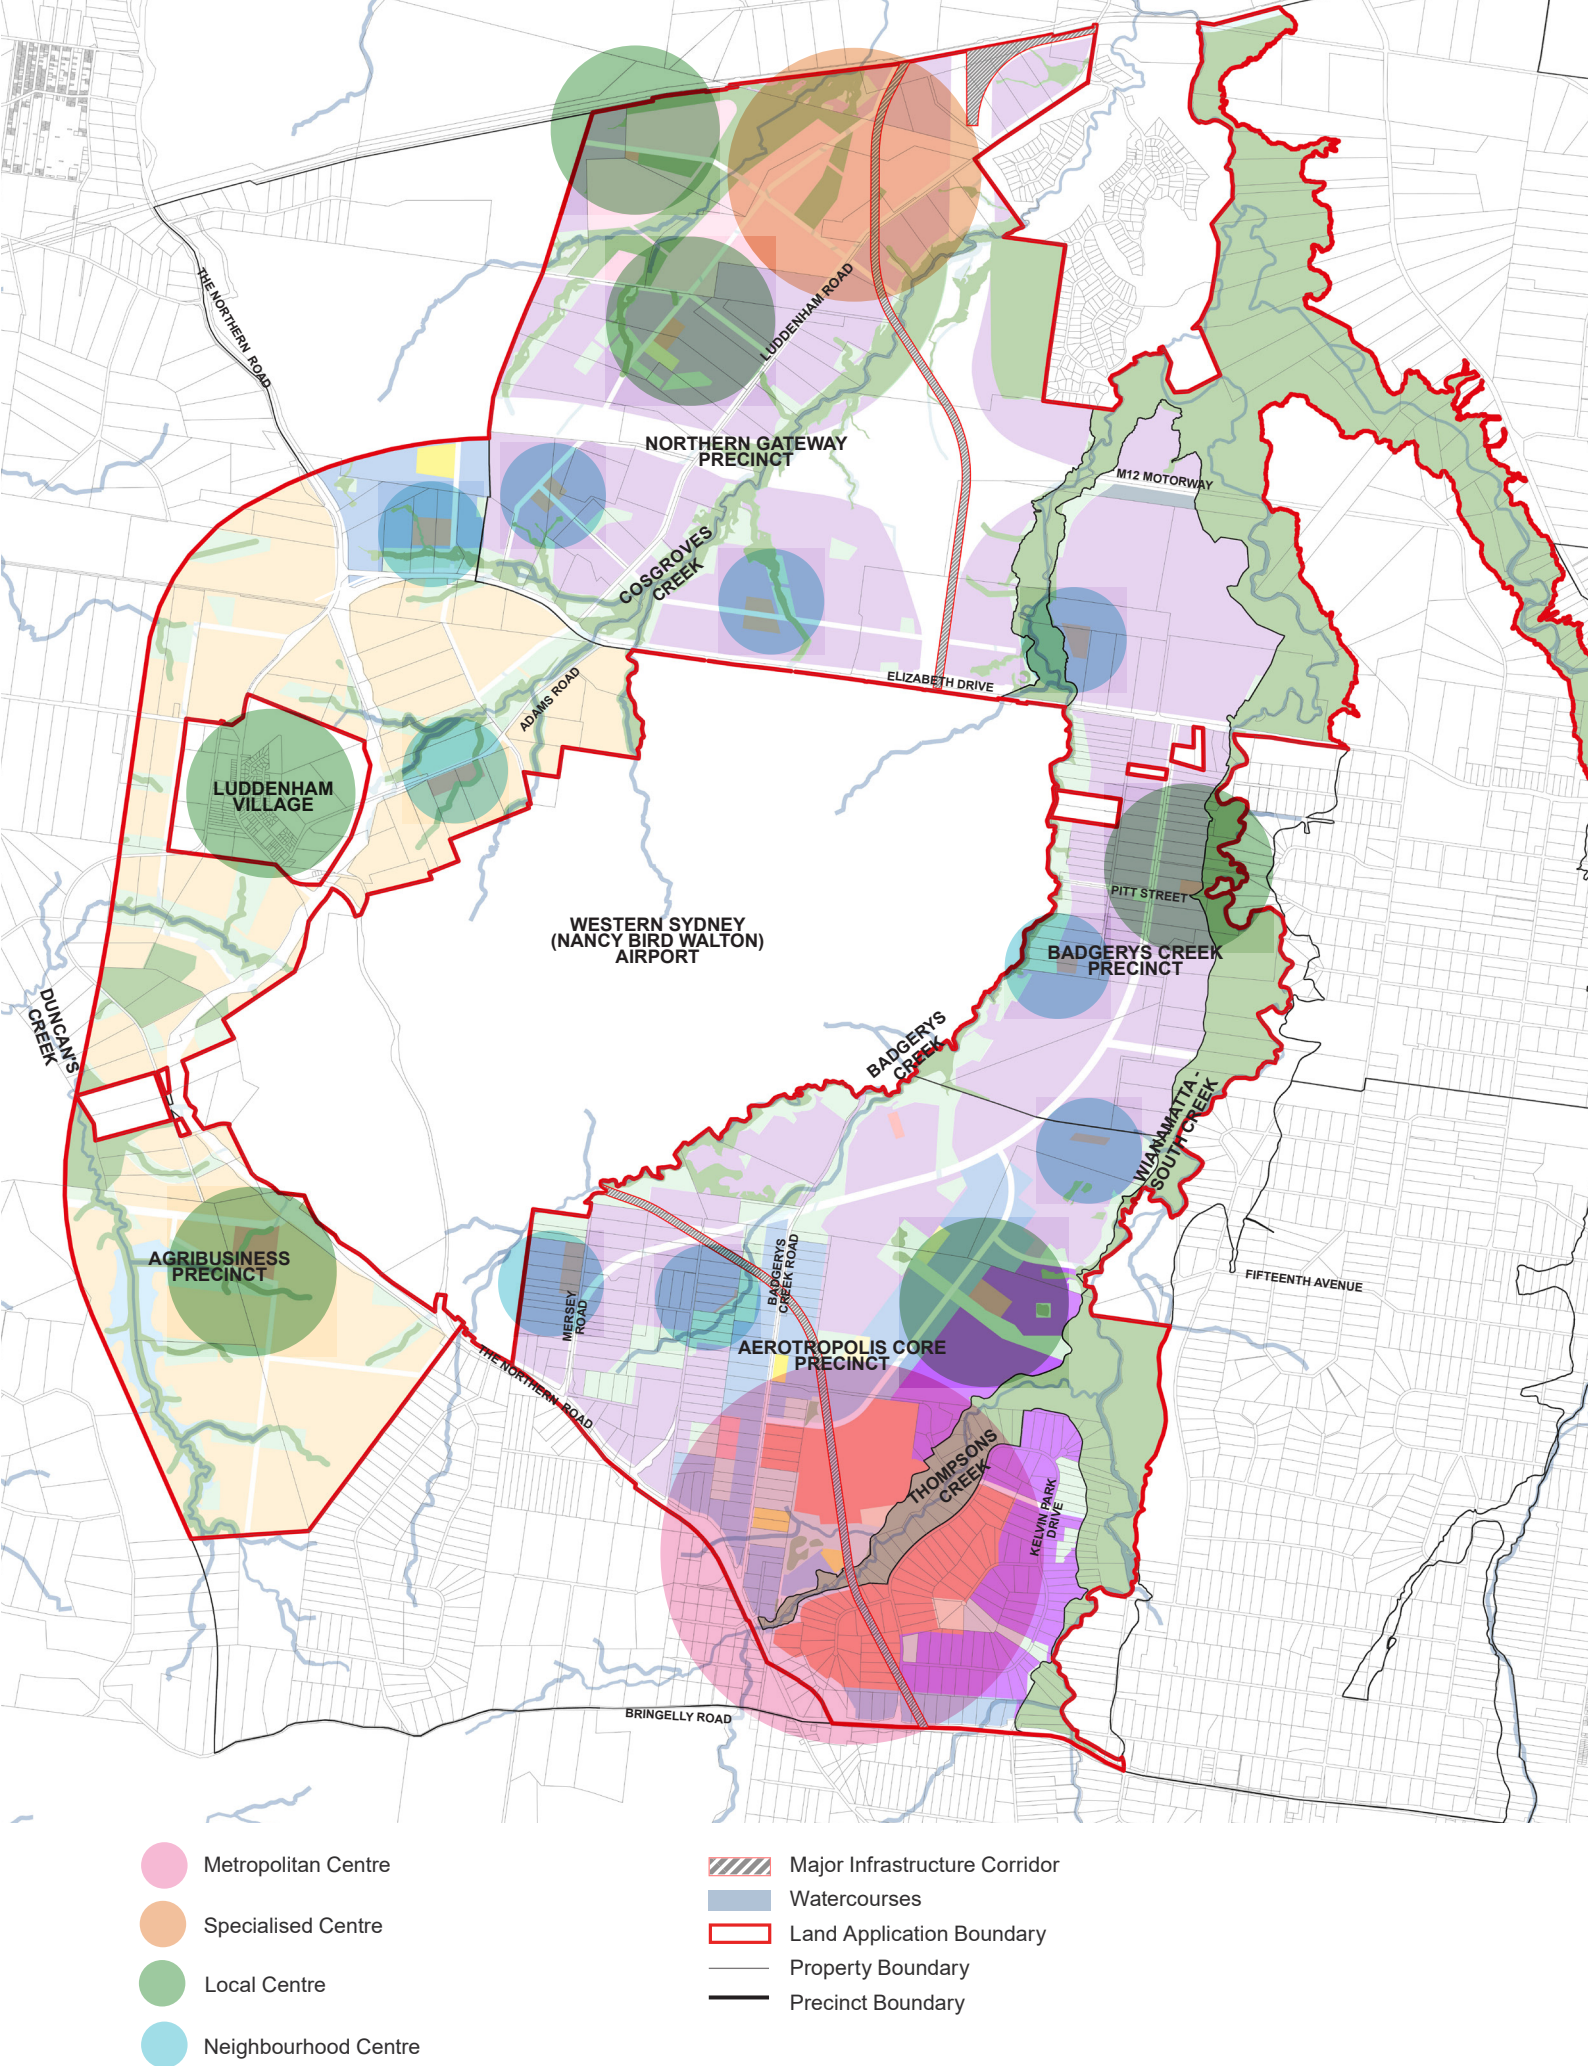 THE NORTHERN ROAD
LUDDENHAM ROAD
NORTHERN GATEWAY
PRECINCT
M12 MOTORWAY
COSGROVES
CREEK
ELIZABETH DRIVE
ADAMS ROAD
LUDDENHAM
VILLAGE
PITT STREET
WESTERN SYDNEY
(NANCY BIRD WALTON)
AIRPORT
BADGERYS CREEK
PRECINCT
DUNCAN'S
CREEK
BADGERYS
CREEK
WIANAMATTA -
SOUTH CREEK
AGRIBUSINESS
PRECINCT
BADGERYS
CREEK ROAD
MERSEY
ROAD
FIFTEENTH AVENUE
AEROTROPOLIS CORE
PRECINCT
THE NORTHERN ROAD
THOMPSONS
CREEK
KELVIN PARK
DRIVE
BRINGELLY ROAD
Metropolitan Centre
Specialised Centre
Local Centre
Neighbourhood Centre
Major Infrastructure Corridor
Watercourses
Land Application Boundary
Property Boundary
Precinct Boundary